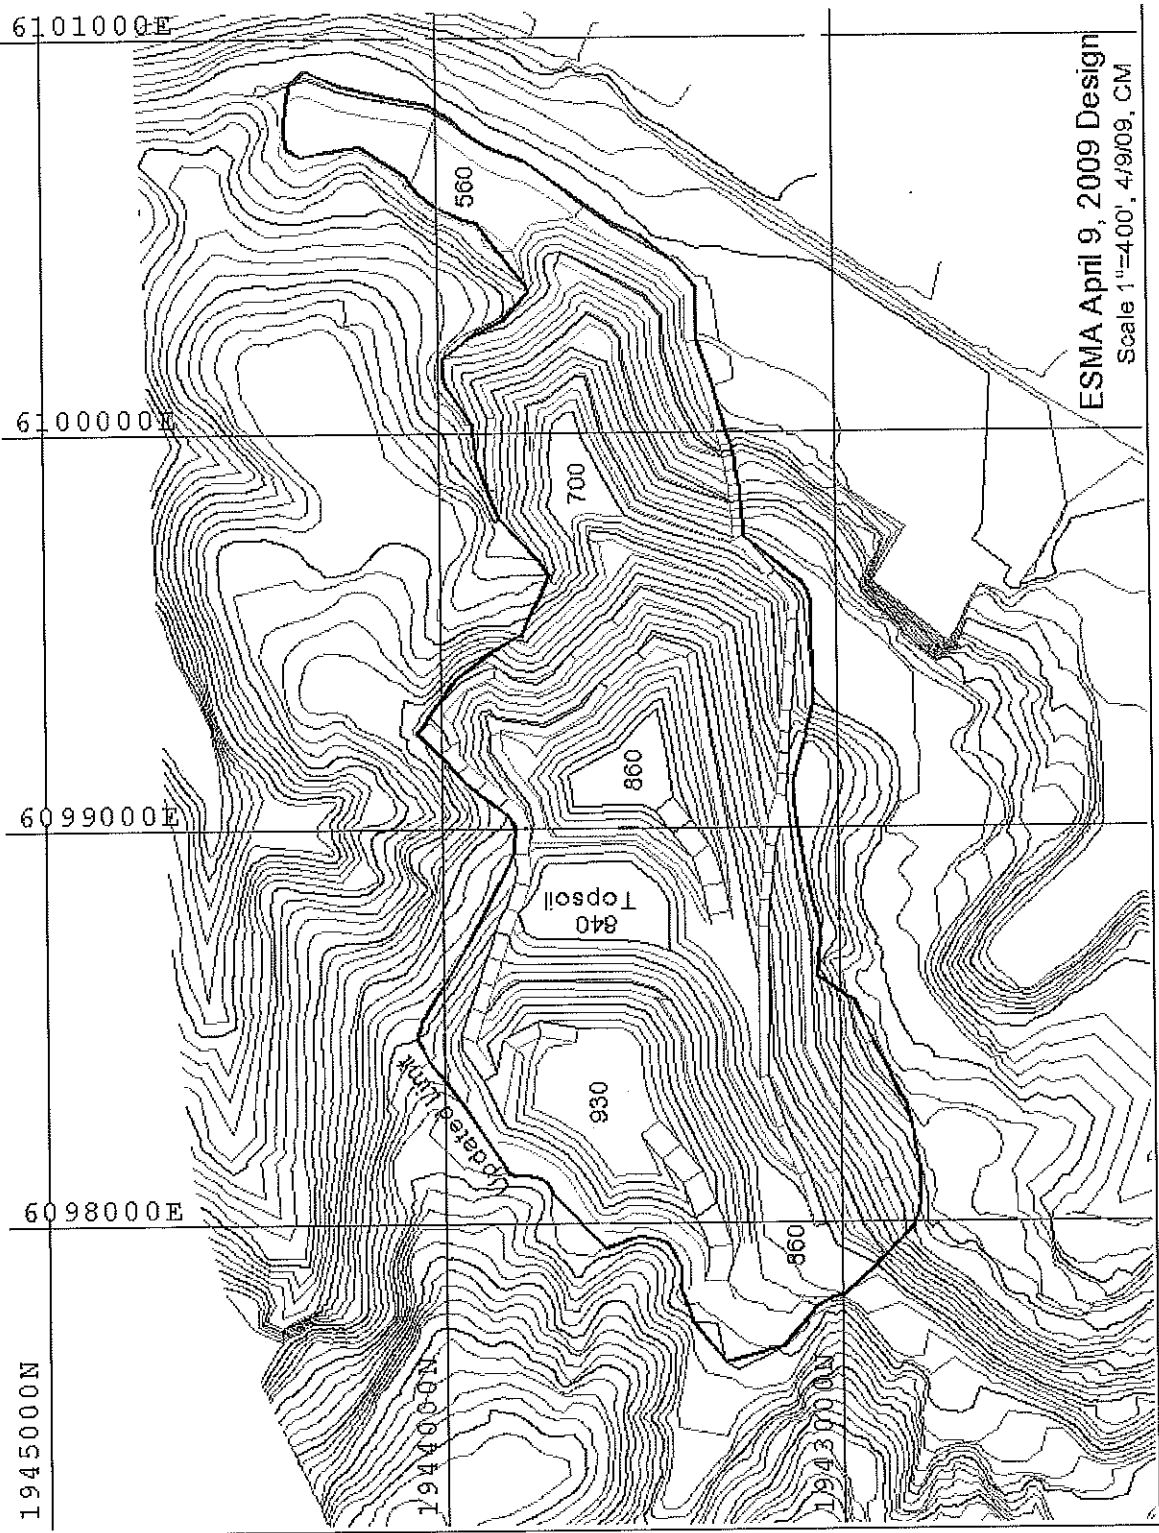 6101000E
6100000E
6099000E
6098000E
1945000N
1944000N
1943000N
560
700
860
840
Topsoil
930
860
Updated Limit
ESMA April 9, 2009 Design
Scale 1"=400', 4/9/09, CM